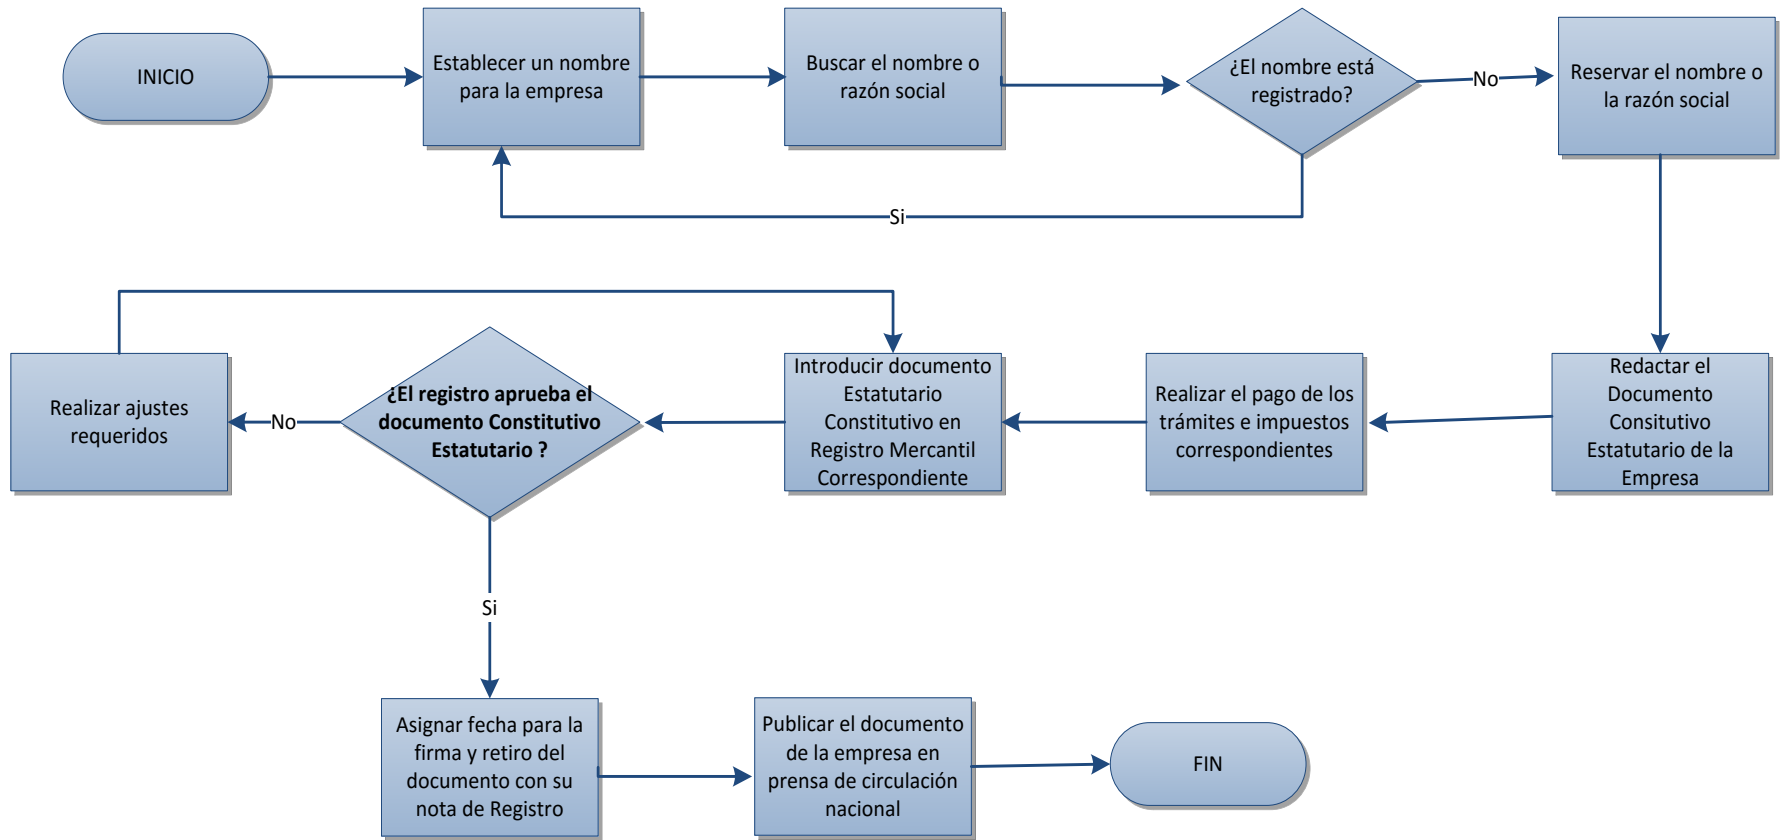 INICIO
Establecer un nombre
para la empresa
Buscar el nombre o
razón social
¿El nombre está
registrado?
No
Reservar el nombre o
la razón social
Si
Realizar ajustes
requeridos
No
¿El registro aprueba el
documento Constitutivo
Estatutario ?
Introducir documento
Estatutario
Constitutivo en
Registro Mercantil
Correspondiente
Realizar el pago de los
trámites e impuestos
correspondientes
Redactar el
Documento
Consitutivo
Estatutario de la
Empresa
Si
Asignar fecha para la
firma y retiro del
documento con su
nota de Registro
Publicar el documento
de la empresa en
prensa de circulación
nacional
FIN